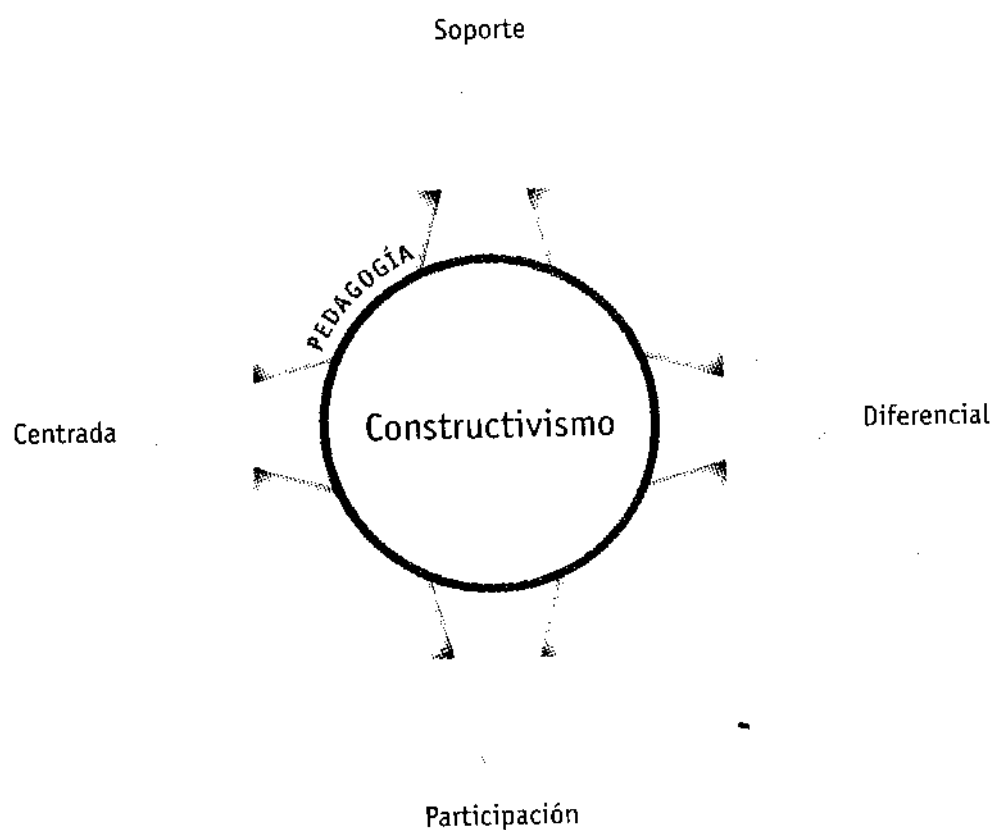 Soporte
PEDAGOGÍA
Constructivismo
Centrada
Diferencial
Participación